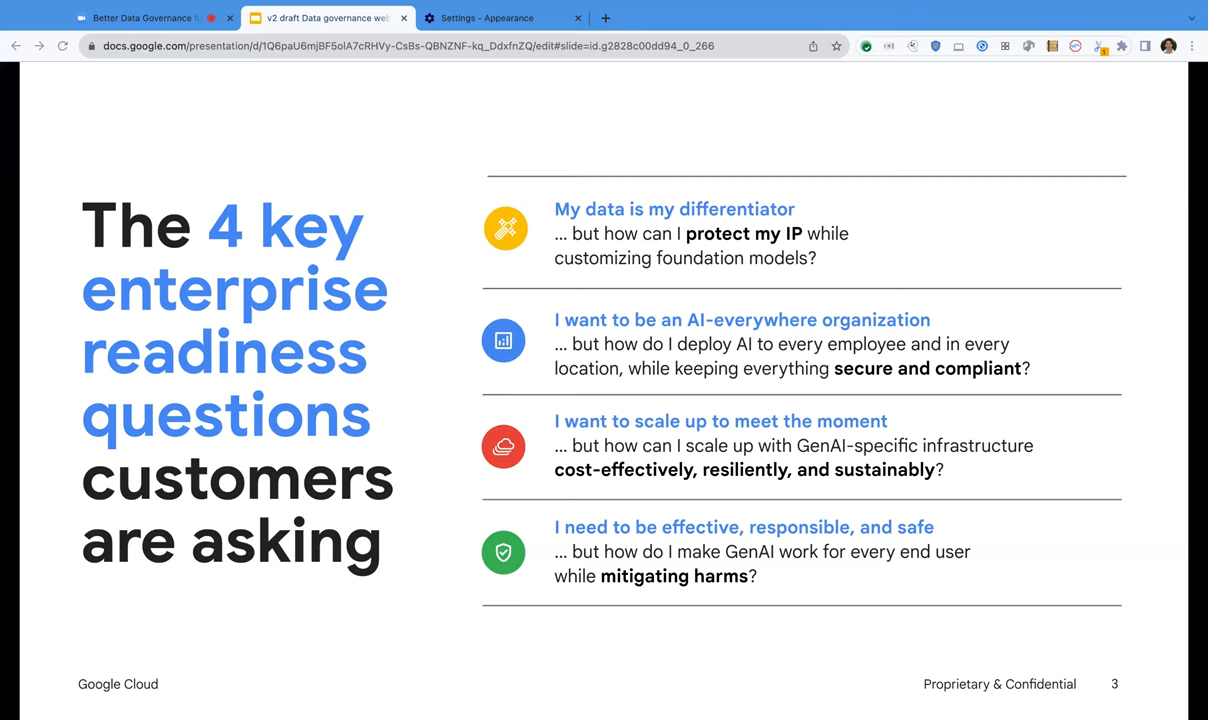 Better Data Governance f
v2 draft Data governance web
Settings - Appearance
docs.google.com/presentation/d/1Q6paU6mjBF5olA7cRHVy-CsBs-QBNZNF-kq_DdxfnZQ/edit#slide=id.g2828c00dd94_0_266
1
The 4 key
enterprise
readiness
questions
customers
are asking
My data is my differentiator
... but how can I protect my IP while
customizing foundation models?
I want to be an AI-everywhere organization
... but how do I deploy AI to every employee and in every
location, while keeping everything secure and compliant?
I want to scale up to meet the moment
... but how can I scale up with GenAI-specific infrastructure
cost-effectively, resiliently, and sustainably?
I need to be effective, responsible, and safe
... but how do I make GenAI work for every end user
while mitigating harms?
Google Cloud
Proprietary & Confidential
3